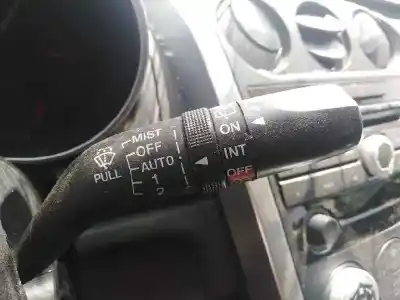 MIST
OFF
AUTO
1
2
PULL
ON
INT
OFF